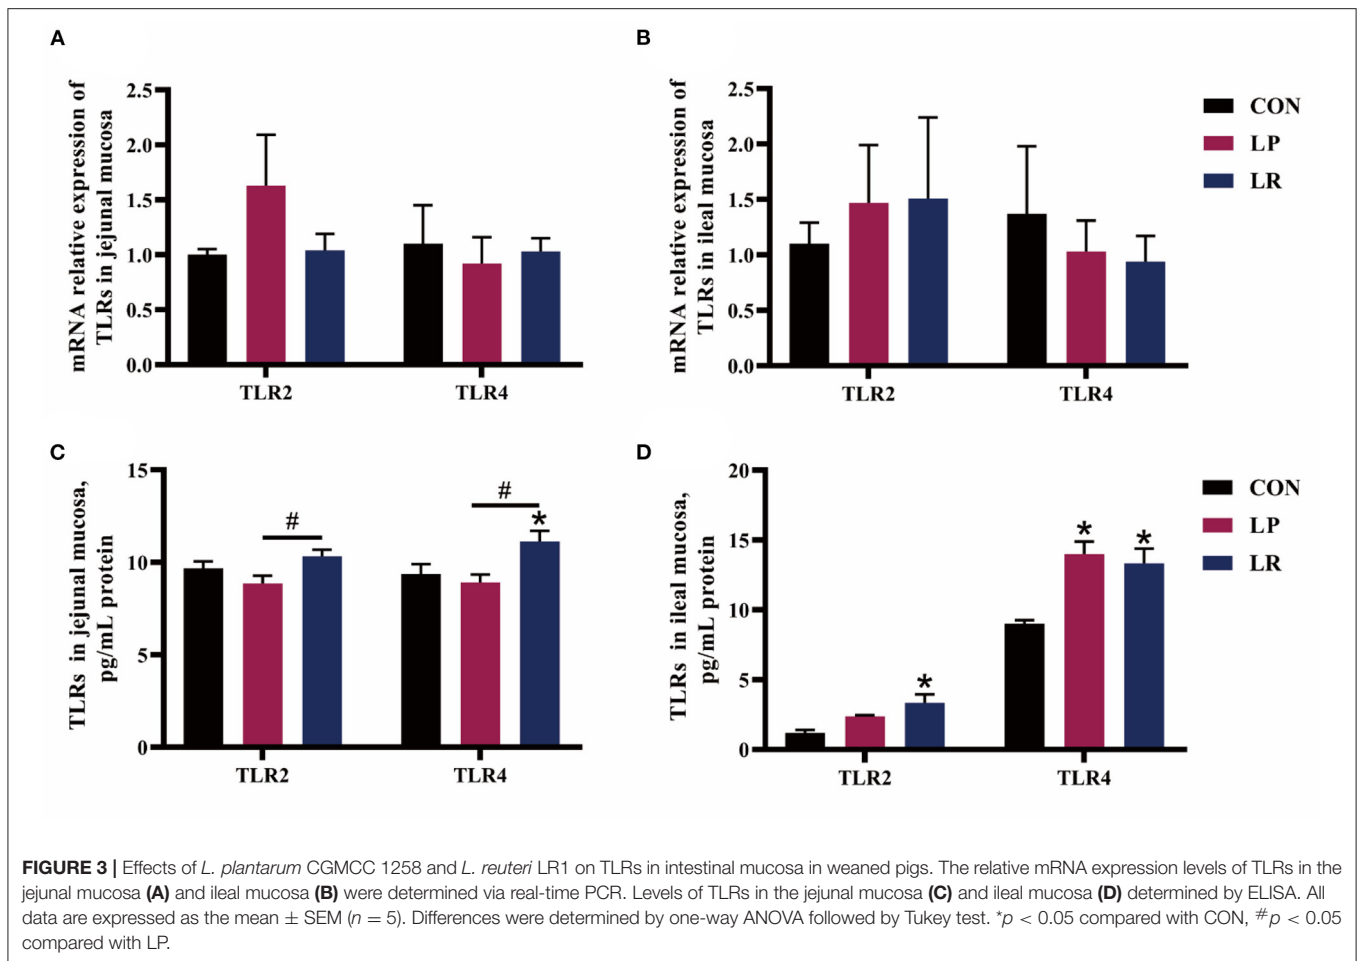 A
mRNA relative expression of
TLRs in jejunal mucosa
2.5
2.0
1.5
1.0
0.5
0.0
TLR2
TLR4
B
mRNA relative expression of
TLRs in ileal mucosa
2.5
2.0
1.5
1.0
0.5
0.0
TLR2
TLR4
CON
LP
LR
C
TLRs in jejunal mucosa,
pg/mL protein
15
10
5
0
#
#
*
TLR2
TLR4
D
TLRs in ileal mucosa,
pg/mL protein
20
15
10
5
0
*
*
*
TLR2
TLR4
CON
LP
LR
FIGURE 3 | Effects of L. plantarum CGMCC 1258 and L. reuteri LR1 on TLRs in intestinal mucosa in weaned pigs. The relative mRNA expression levels of TLRs in the
jejunal mucosa (A) and ileal mucosa (B) were determined via real-time PCR. Levels of TLRs in the jejunal mucosa (C) and ileal mucosa (D) determined by ELISA. All
data are expressed as the mean ± SEM (n = 5). Differences were determined by one-way ANOVA followed by Tukey test. *p < 0.05 compared with CON, #p < 0.05
compared with LP.